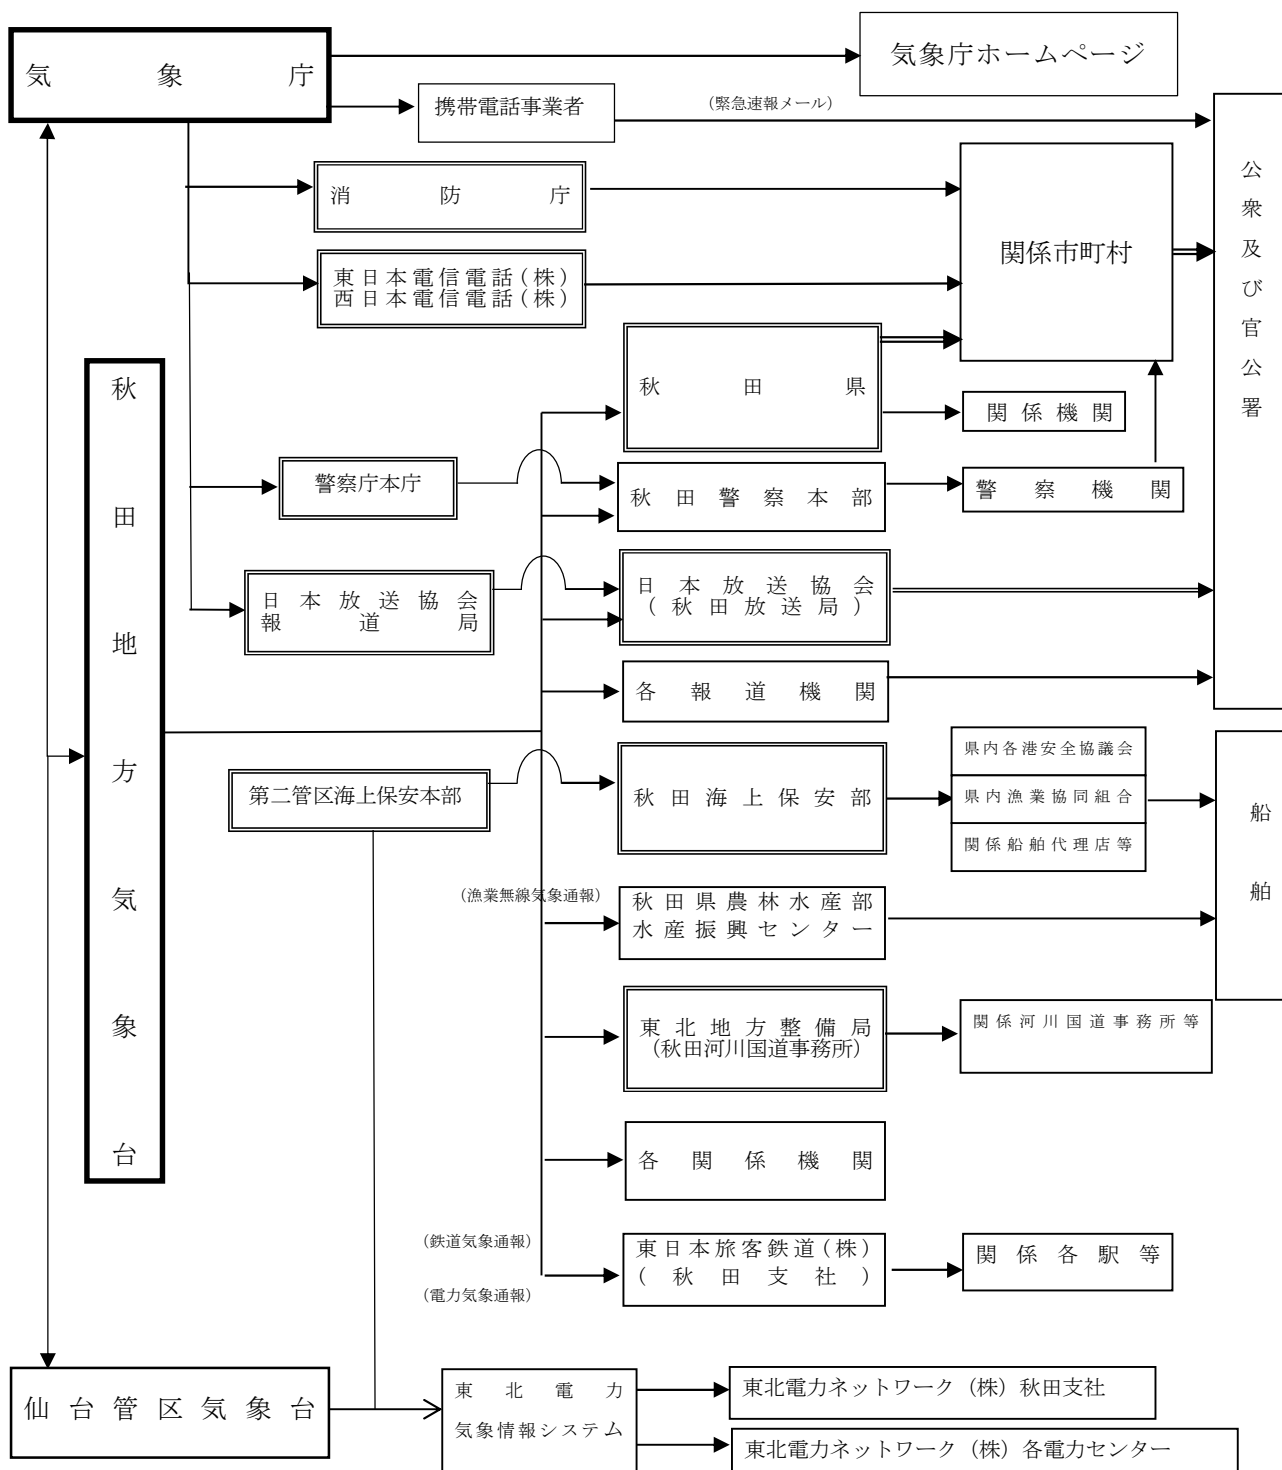 気象庁
気象庁ホームページ
携帯電話事業者
(緊急速報メール)
公衆及び官公署
消防庁
関係市町村
東日本電信電話(株)
西日本電信電話(株)
秋田県
関係機関
秋田地方気象台
警察庁本庁
秋田警察本部
警察機関
日本放送協会
報道局
日本放送協会
(秋田放送局)
各報道機関
第二管区海上保安本部
秋田海上保安部
県内各港安全協議会
県内漁業協同組合
関係船舶代理店等
船舶
(漁業無線気象通報)
秋田県農林水産部
水産振興センター
東北地方整備局
(秋田河川国道事務所)
関係河川国道事務所等
各関係機関
(鉄道気象通報)
東日本旅客鉄道(株)
(秋田支社)
関係各駅等
(電力気象通報)
仙台管区気象台
東北電力
気象情報システム
東北電力ネットワーク(株)秋田支社
東北電力ネットワーク(株)各電力センター